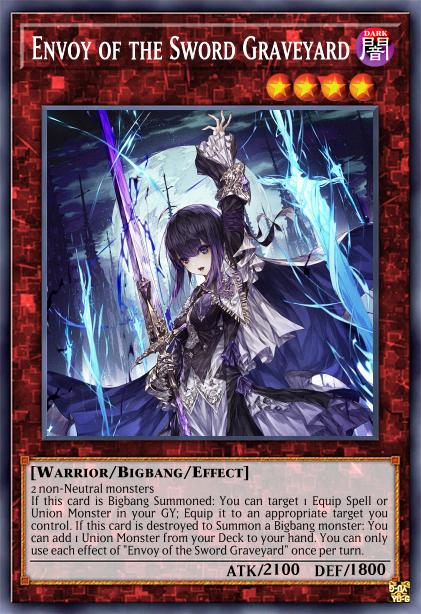 ENVOY OF THE SWORD GRAVEYARD
DARK
闇
[WARRIOR/BIGBANG/EFFECT]
2 non-Neutral monsters
If this card is Bigbang Summoned: You can target 1 Equip Spell or
Union Monster in your GY; Equip it to an appropriate target you
control. If this card is destroyed to Summon a Bigbang monster: You
can add 1 Union Monster from your Deck to your hand. You can only
use each effect of "Envoy of the Sword Graveyard" once per turn.
ATK/2100 DEF/1800